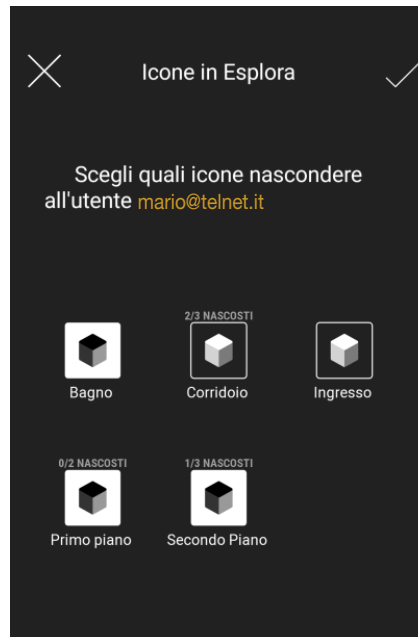 Icone in Esplora
Scegli quali icone nascondere
all'utente mario@telnet.it
2/3 NASCOSTI
Bagno
Corridoio
Ingresso
0/2 NASCOSTI
1/3 NASCOSTI
Primo piano
Secondo Piano